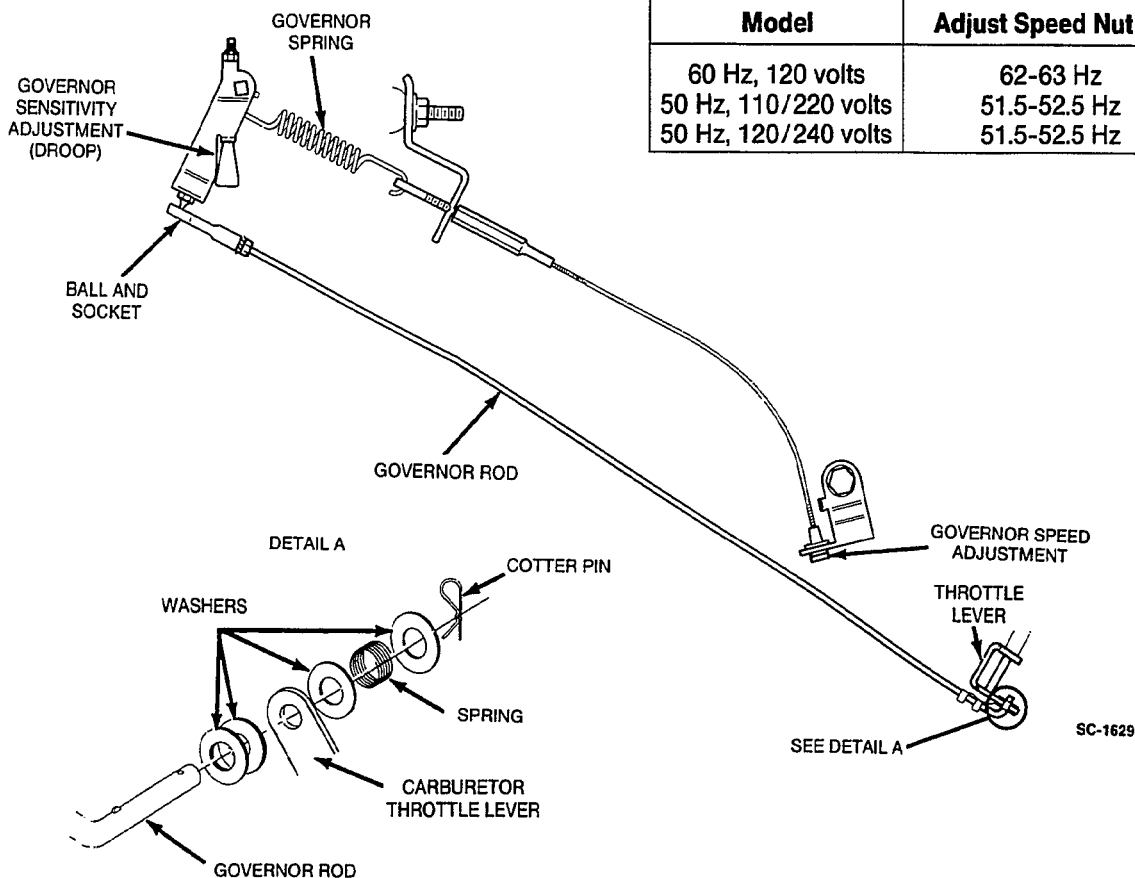 Model Adjust Speed Nut
60 Hz, 120 volts 62-63 Hz
50 Hz, 110/220 volts 51.5-52.5 Hz
50 Hz, 120/240 volts 51.5-52.5 Hz
GOVERNOR
SPRING
GOVERNOR
SENSITIVITY
ADJUSTMENT
(DROOP)
BALL AND
SOCKET
GOVERNOR ROD
GOVERNOR SPEED
ADJUSTMENT
THROTTLE
LEVER
SEE DETAIL A
SC-1629
DETAIL A
COTTER PIN
WASHERS
SPRING
CARBURETOR
THROTTLE LEVER
GOVERNOR ROD